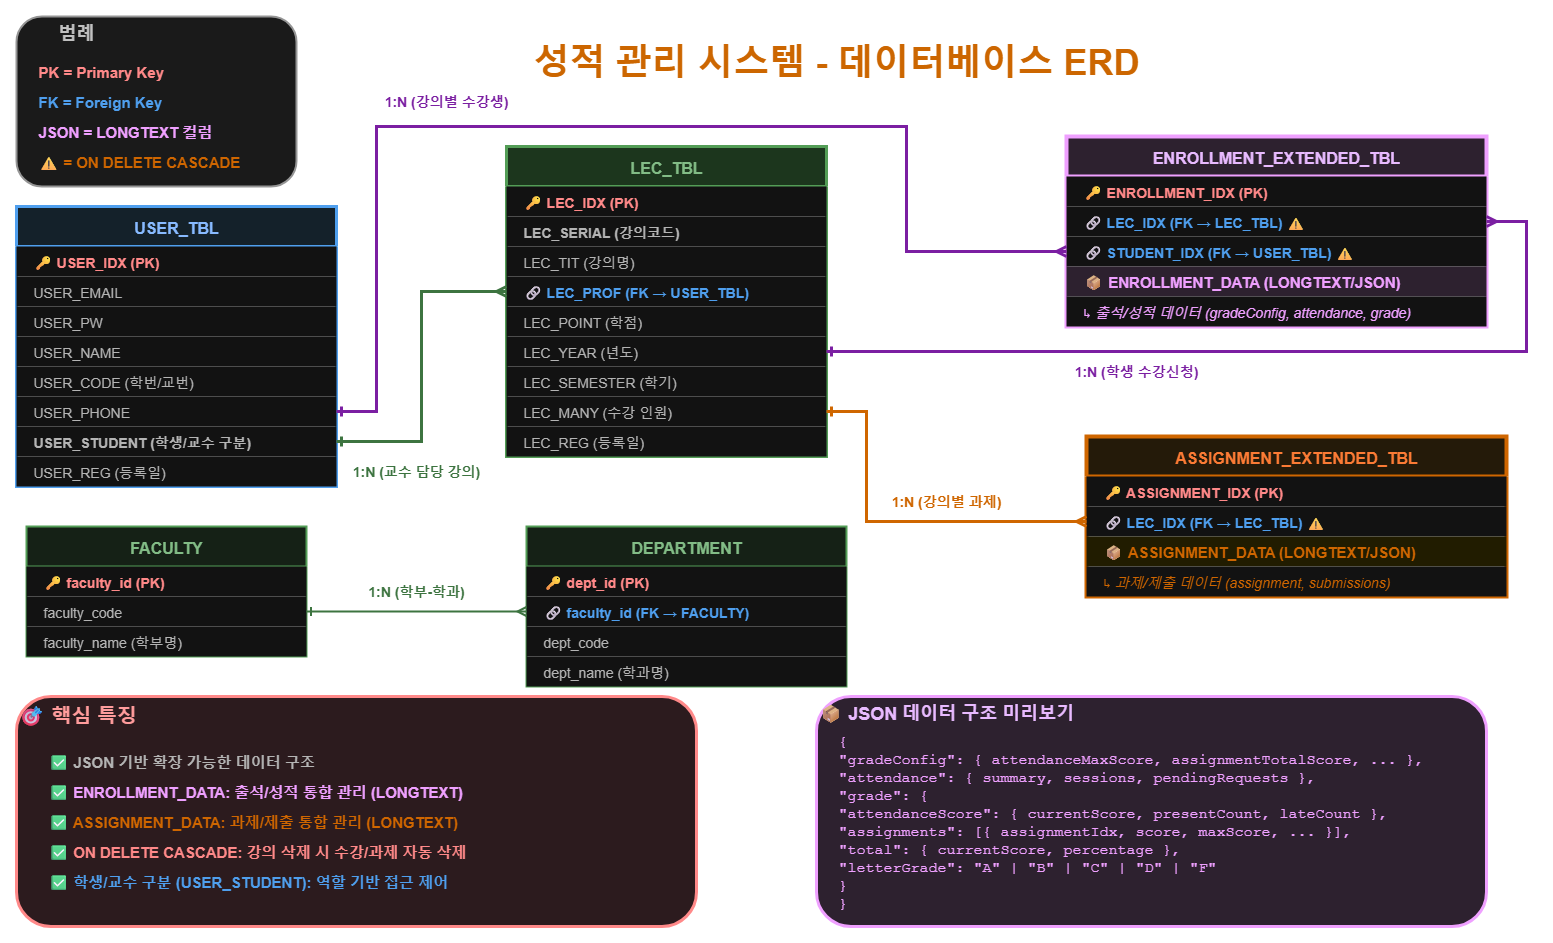 범례
PK = Primary Key
FK = Foreign Key
JSON = LONGTEXT 컬럼
⚠️ = ON DELETE CASCADE
성적 관리 시스템 - 데이터베이스 ERD
1:N (강의별 수강생)
USER_TBL
🔑 USER_IDX (PK)
USER_EMAIL
USER_PW
USER_NAME
USER_CODE (학번/교번)
USER_PHONE
USER_STUDENT (학생/교수 구분)
USER_REG (등록일)
1:N (교수 담당 강의)
LEC_TBL
🔑 LEC_IDX (PK)
LEC_SERIAL (강의코드)
LEC_TIT (강의명)
🔗 LEC_PROF (FK → USER_TBL)
LEC_POINT (학점)
LEC_YEAR (년도)
LEC_SEMESTER (학기)
LEC_MANY (수강 인원)
LEC_REG (등록일)
ENROLLMENT_EXTENDED_TBL
🔑 ENROLLMENT_IDX (PK)
🔗 LEC_IDX (FK → LEC_TBL) ⚠️
🔗 STUDENT_IDX (FK → USER_TBL) ⚠️
📦 ENROLLMENT_DATA (LONGTEXT/JSON)
↳ 출석/성적 데이터 (gradeConfig, attendance, grade)
1:N (학생 수강신청)
1:N (강의별 과제)
ASSIGNMENT_EXTENDED_TBL
🔑 ASSIGNMENT_IDX (PK)
🔗 LEC_IDX (FK → LEC_TBL) ⚠️
📦 ASSIGNMENT_DATA (LONGTEXT/JSON)
↳ 과제/제출 데이터 (assignment, submissions)
FACULTY
🔑 faculty_id (PK)
faculty_code
faculty_name (학부명)
1:N (학부-학과)
DEPARTMENT
🔑 dept_id (PK)
🔗 faculty_id (FK → FACULTY)
dept_code
dept_name (학과명)
🎯 핵심 특징
✅ JSON 기반 확장 가능한 데이터 구조
✅ ENROLLMENT_DATA: 출석/성적 통합 관리 (LONGTEXT)
✅ ASSIGNMENT_DATA: 과제/제출 통합 관리 (LONGTEXT)
✅ ON DELETE CASCADE: 강의 삭제 시 수강/과제 자동 삭제
✅ 학생/교수 구분 (USER_STUDENT): 역할 기반 접근 제어
📦 JSON 데이터 구조 미리보기
{
"gradeConfig": { attendanceMaxScore, assignmentTotalScore, ... },
"attendance": { summary, sessions, pendingRequests },
"grade": {
"attendanceScore": { currentScore, presentCount, lateCount },
"assignments": [{ assignmentIdx, score, maxScore, ... }],
"total": { currentScore, percentage },
"letterGrade": "A" | "B" | "C" | "D" | "F"
}
}